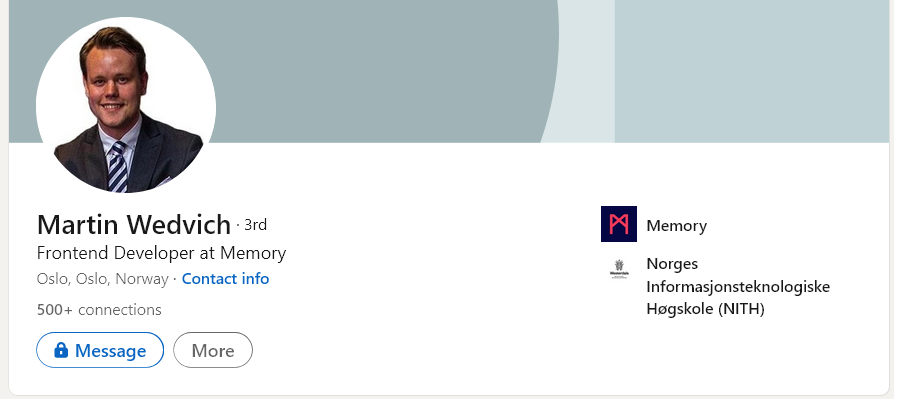 Martin Wedvich · 3rd
Frontend Developer at Memory
Oslo, Oslo, Norway · Contact info
500+ connections
Message
More
Memory
Norges
Informasjonsteknologiske
Høgskole (NITH)